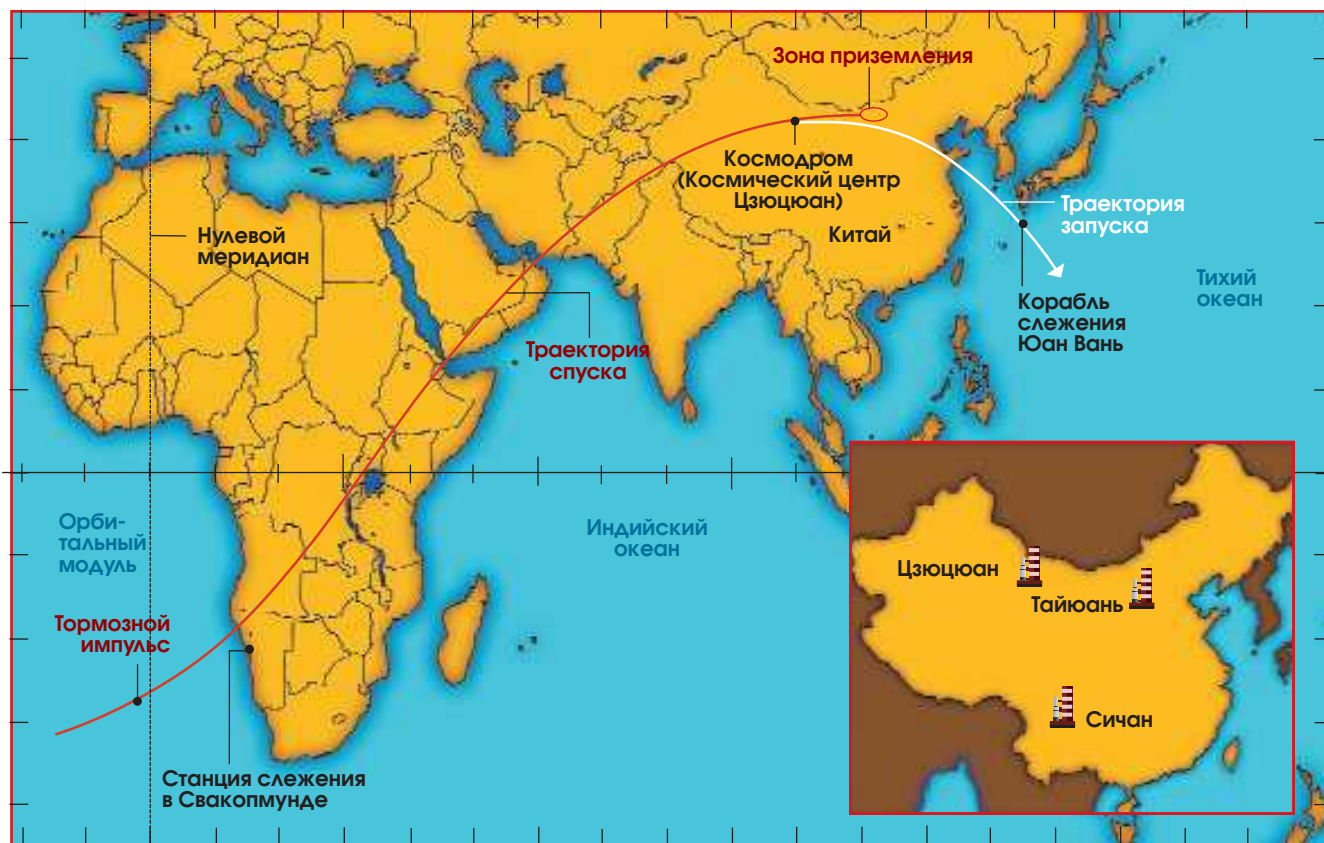 Зона приземления
Космодром
(Космический центр
Цзюцюан)
Китай
Траектория
запуска
Тихий
океан
Корабль
слежения
Юан Вань
Нулевой
меридиан
Траектория
спуска
Орби-
тальный
модуль
Индийский
океан
Тормозной
импульс
Станция слежения
в Свакопмунде
Цзюцюан
Тайюань
Сичан